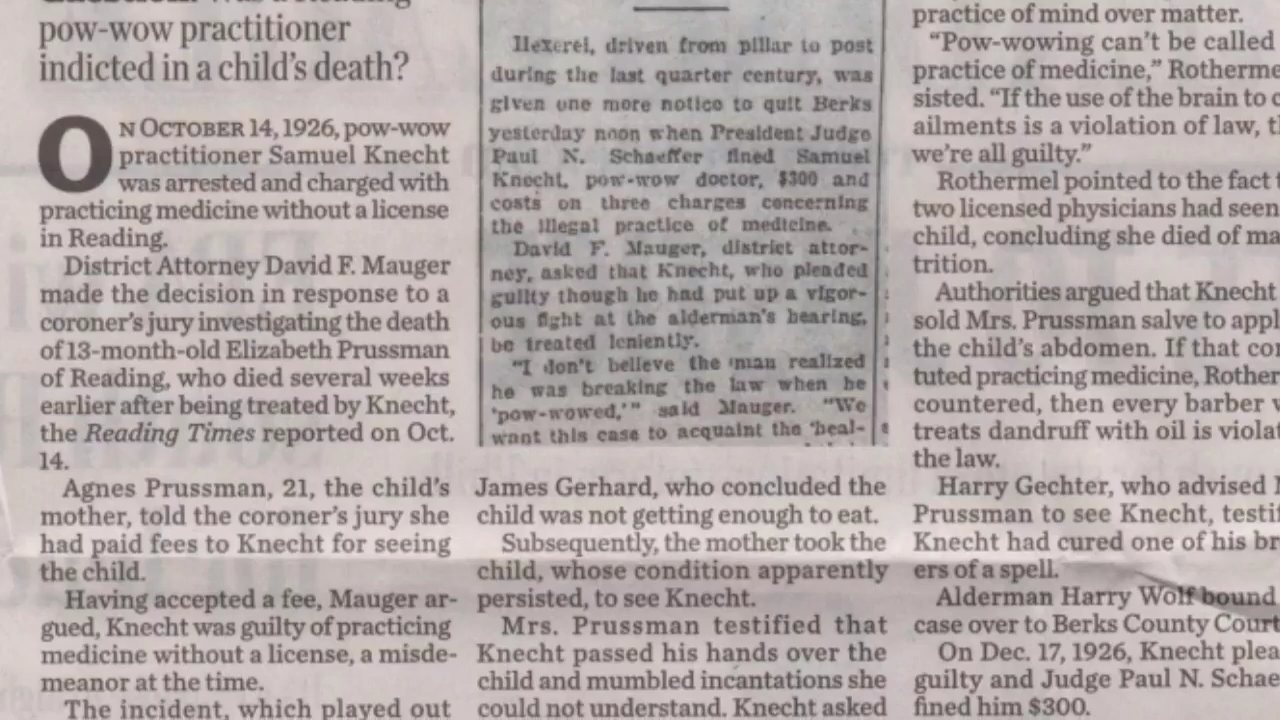 pow-wow practitioner
indicted in a child's death?
ON OCTOBER 14, 1926, pow-wow
practitioner Samuel Knecht
was arrested and charged with
practicing medicine without a license
in Reading.
District Attorney David F. Mauger
made the decision in response to a
coroner's jury investigating the death
of 13-month-old Elizabeth Prussman
of Reading, who died several weeks
earlier after being treated by Knecht,
the Reading Times reported on Oct.
14.
Agnes Prussman, 21, the child's
mother, told the coroner's jury she
had paid fees to Knecht for seeing
the child.
Having accepted a fee, Mauger ar-
gued, Knecht was guilty of practicing
medicine without a license, a misde-
meanor at the time.
The incident, which played out
Hexerei, driven from pillar to post
during the last quarter century, was
given one more notice to quit Berks
yesterday noon when President Judge
Paul N. Schaeffer fined Samuel
Knecht, pow-wow doctor, $300 and
costs on three charges concerning
the illegal practice of medicine.
David F. Mauger, district attor-
ney, asked that Knecht, who pleaded
guilty though he had put up a vigor-
ous fight at the alderman's hearing,
be treated leniently.
"I don't believe the man realized
he was breaking the law when he
'pow-wowed,'" said Mauger. "We
want this case to acquaint the 'heal-
James Gerhard, who concluded the
child was not getting enough to eat.
Subsequently, the mother took the
child, whose condition apparently
persisted, to see Knecht.
Mrs. Prussman testified that
Knecht passed his hands over the
child and mumbled incantations she
could not understand. Knecht asked
practice of mind over matter.
"Pow-wowing can't be called
practice of medicine," Rotherme
sisted. "If the use of the brain to
ailments is a violation of law,
we're all guilty."
Rothermel pointed to the fact
two licensed physicians had seen
child, concluding she died of ma
trition.
Authorities argued that Knecht
sold Mrs. Prussman salve to appl
the child's abdomen. If that con
tuted practicing medicine, Rother
countered, then every barber
treats dandruff with oil is violat
the law.
Harry Gechter, who advised
Prussman to see Knecht, testif
Knecht had cured one of his br
ers of a spell.
Alderman Harry Wolf bound
case over to Berks County Court
On Dec. 17, 1926, Knecht plea
guilty and Judge Paul N. Schae
fined him $300.